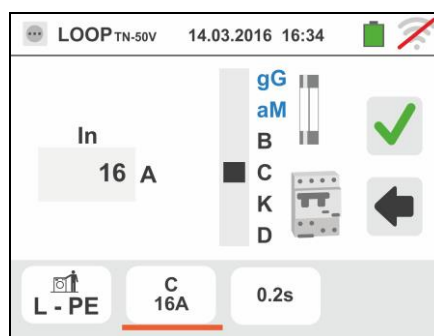 LOOP TN-50V 14.03.2016 16:34
gG
aM
B
C
K
D
In
16 A
L - PE
C
16A
0.2s